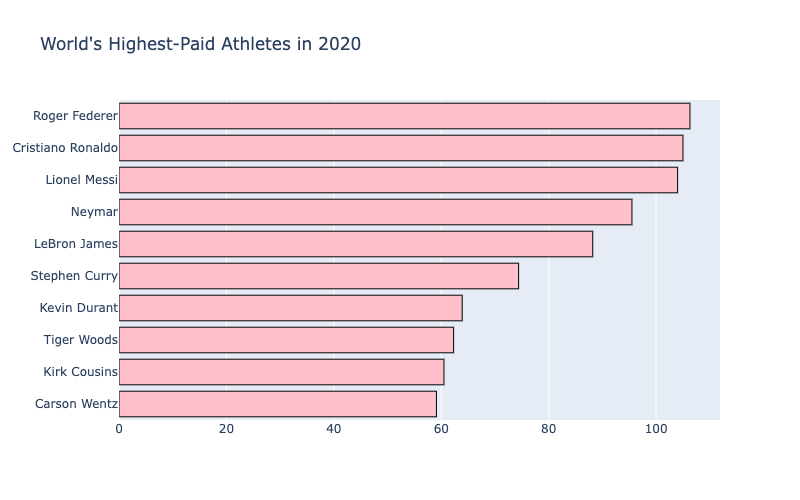 World's Highest-Paid Athletes in 2020
Roger Federer
Cristiano Ronaldo
Lionel Messi
Neymar
LeBron James
Stephen Curry
Kevin Durant
Tiger Woods
Kirk Cousins
Carson Wentz
0 20 40 60 80 100